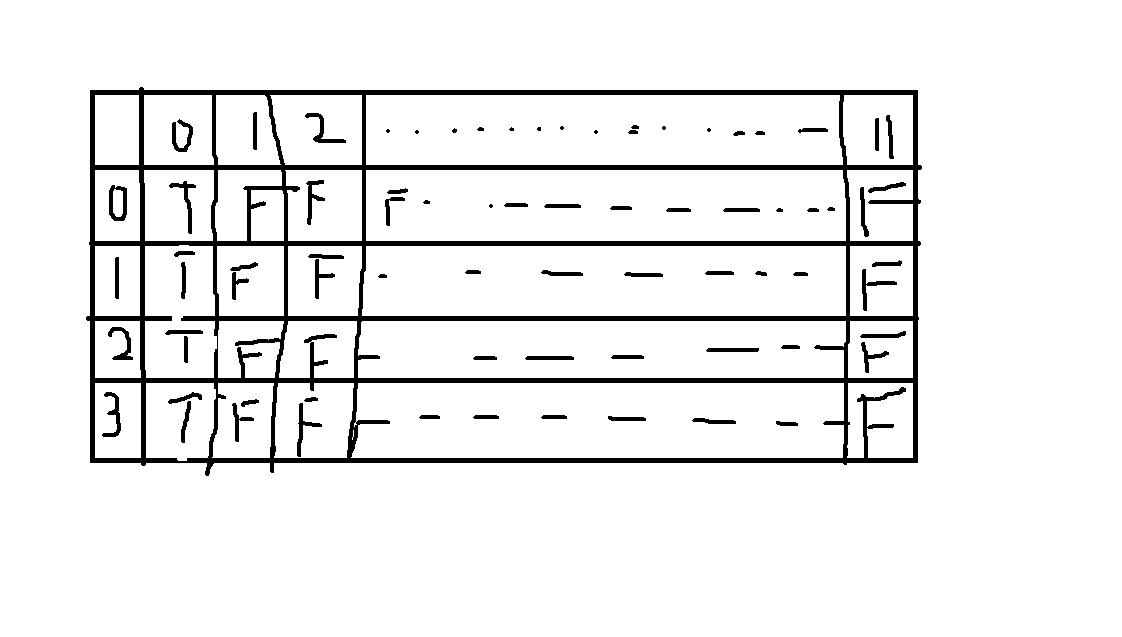 0 1 2 . . . . . . . . . . . - - — 11
0 T F F F . . - — - - — . - - F
1 T F F . - — — — - - F
2 T F F — - — — — - — F
3 T F F — - - - — — - - F